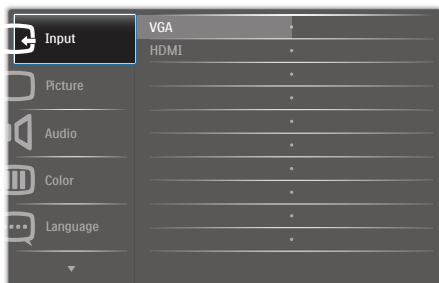 Input
Picture
Audio
Color
Language
VGA
HDMI